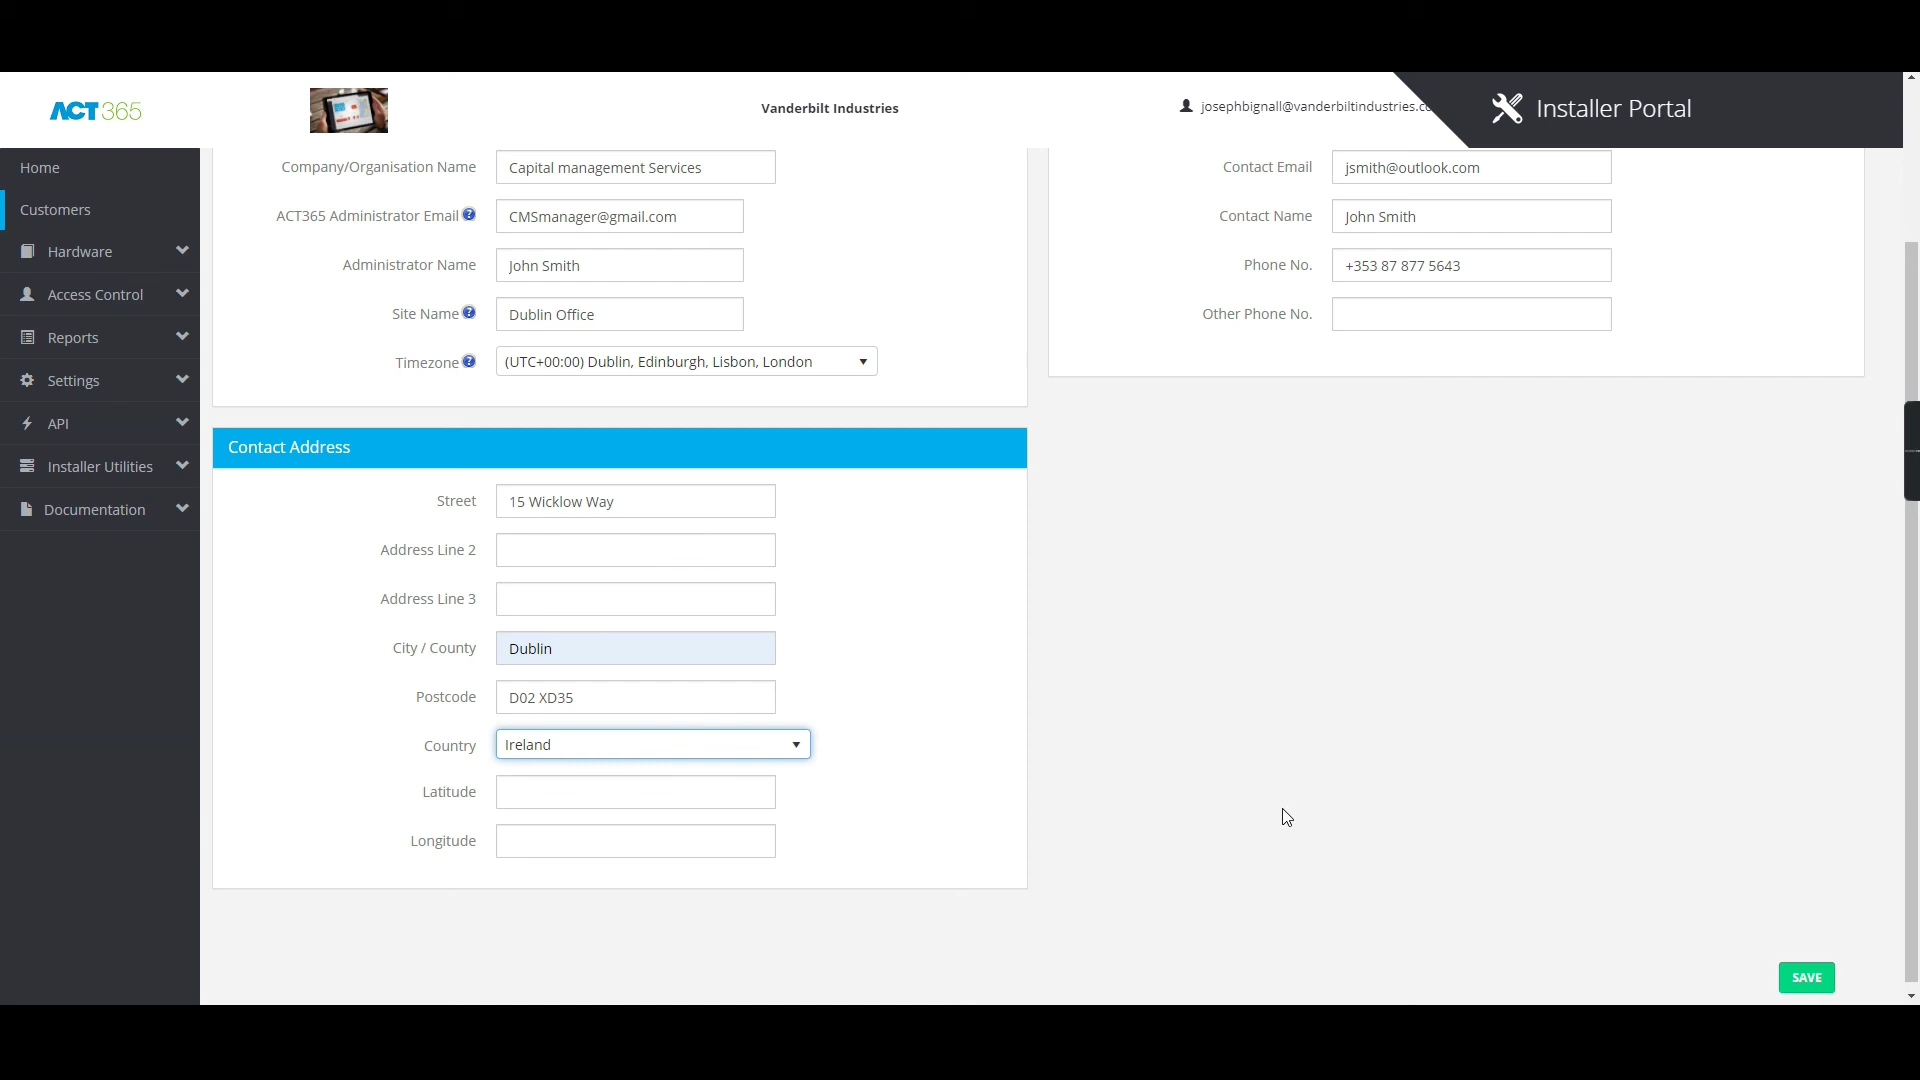 ACT365
Vanderbilt Industries
josephbignall@vanderbiltindustries.co
Installer Portal
Home
Customers
Hardware
Access Control
Reports
Settings
API
Installer Utilities
Documentation
Company/Organisation Name Capital management Services
ACT365 Administrator Email ? CMSmanager@gmail.com
Administrator Name John Smith
Site Name ? Dublin Office
Timezone ? (UTC+00:00) Dublin, Edinburgh, Lisbon, London
Contact Email jsmith@outlook.com
Contact Name John Smith
Phone No. +353 87 877 5643
Other Phone No.
Contact Address
Street 15 Wicklow Way
Address Line 2
Address Line 3
City / County Dublin
Postcode D02 XD35
Country Ireland
Latitude
Longitude
SAVE